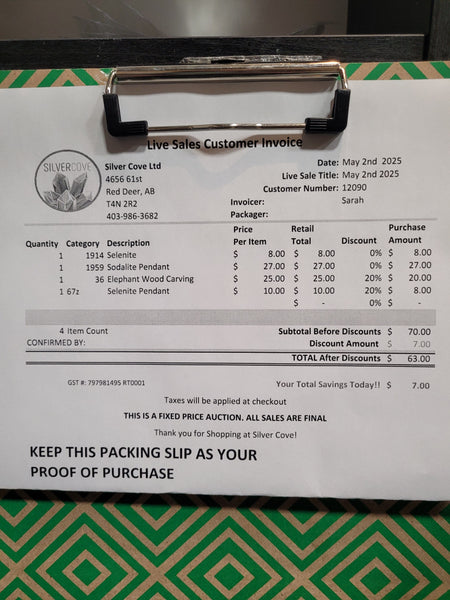 Live Sales Customer Invoice
SILVERCOVE
Silver Cove Ltd
4656 61st
Red Deer, AB
T4N 2R2
403-986-3682
Date: May 2nd 2025
Live Sale Title: May 2nd 2025
Customer Number: 12090
Invoicer: Sarah
Packager:
Quantity Category Description Price Per Item Retail Total Discount Purchase Amount
1 1914 Selenite $ 8.00 $ 8.00 0% $ 8.00
1 1959 Sodalite Pendant $ 27.00 $ 27.00 0% $ 27.00
1 36 Elephant Wood Carving $ 25.00 $ 25.00 20% $ 20.00
1 67z Selenite Pendant $ 10.00 $ 10.00 20% $ 8.00
$ - 0% $ -
4 Item Count Subtotal Before Discounts $ 70.00
CONFIRMED BY: Discount Amount $ 7.00
TOTAL After Discounts $ 63.00
GST #: 797981495 RT0001 Your Total Savings Today!! $ 7.00
Taxes will be applied at checkout
THIS IS A FIXED PRICE AUCTION. ALL SALES ARE FINAL
Thank you for Shopping at Silver Cove!
KEEP THIS PACKING SLIP AS YOUR
PROOF OF PURCHASE